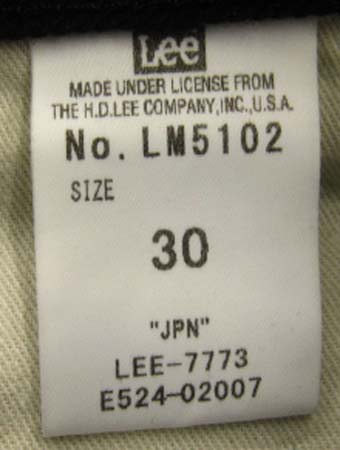 Lee
MADE UNDER LICENSE FROM
THE H.D.LEE COMPANY,INC.,U.S.A.
No. LM5102
SIZE
30
"JPN"
LEE-7773
E524-02007